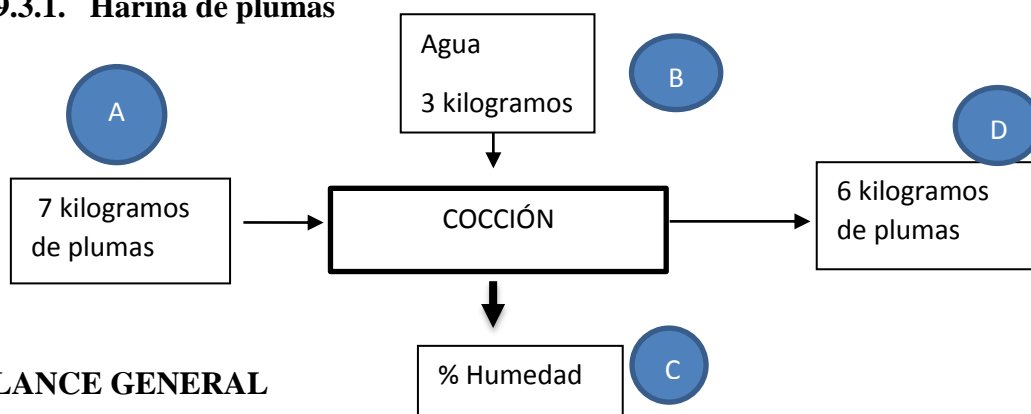 9.3.1. Harina de plumas
Agua
3 kilogramos
B
A
D
7 kilogramos
de plumas
COCCIÓN
6 kilogramos
de plumas
% Humedad
C
LANCE GENERAL